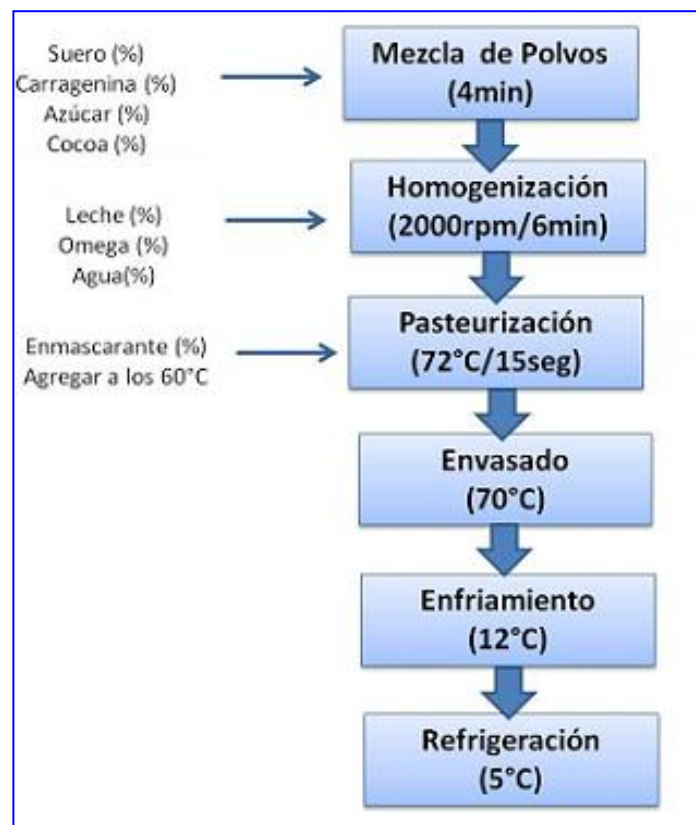 Suero (%)
Carragenina (%)
Azúcar (%)
Cocoa (%)
Mezcla de Polvos
(4min)
Leche (%)
Omega (%)
Agua(%)
Homogenización
(2000rpm/6min)
Enmascarante (%)
Agregar a los 60°C
Pasteurización
(72°C/15seg)
Envasado
(70°C)
Enfriamiento
(12°C)
Refrigeración
(5°C)